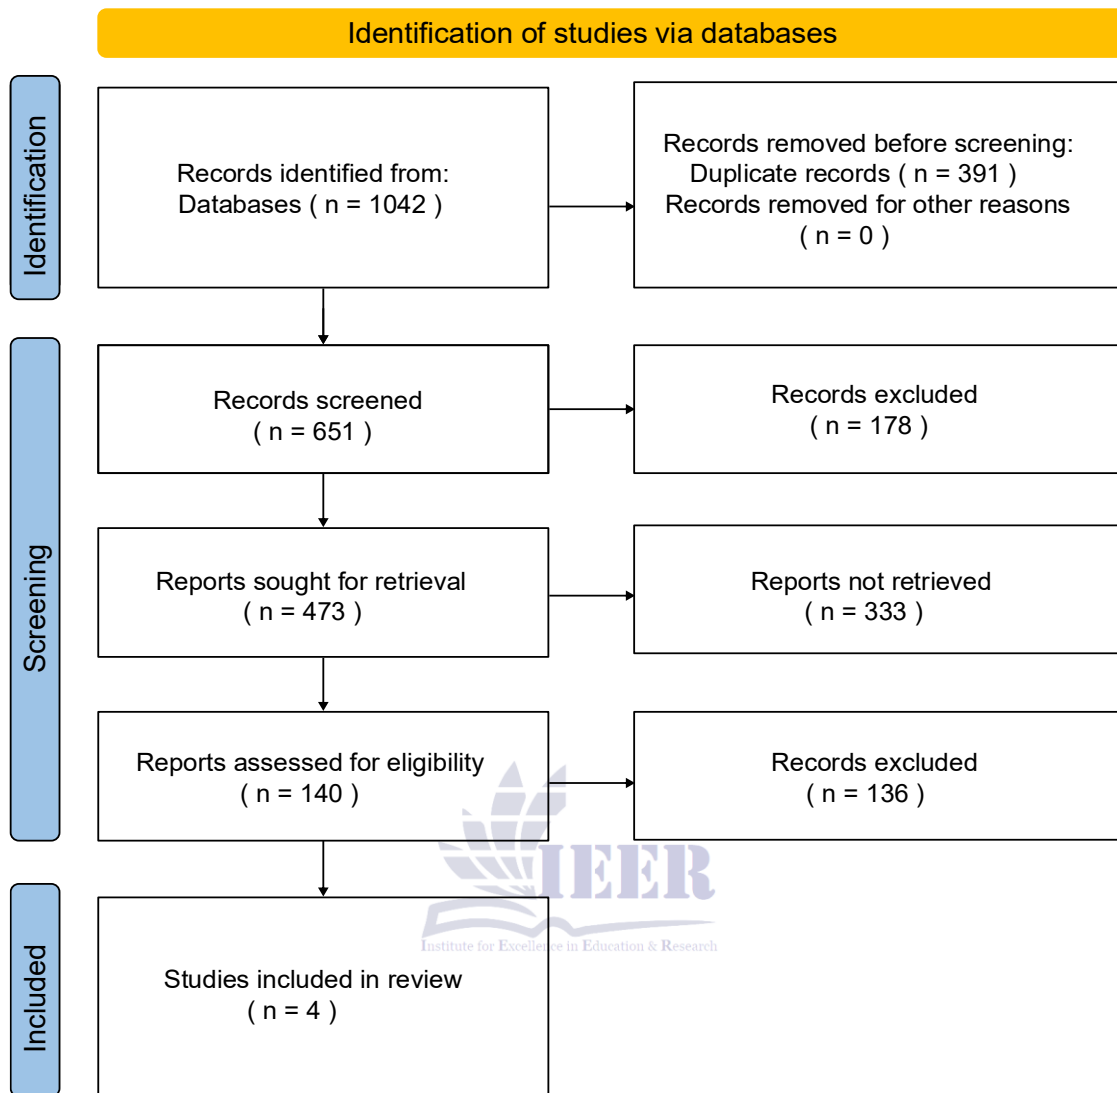 Identification of studies via databases
Identification
Records identified from:
Databases ( n = 1042 )
Records removed before screening:
Duplicate records ( n = 391 )
Records removed for other reasons
( n = 0 )
Screening
Records screened
( n = 651 )
Records excluded
( n = 178 )
Reports sought for retrieval
( n = 473 )
Reports not retrieved
( n = 333 )
Reports assessed for eligibility
( n = 140 )
Records excluded
( n = 136 )
IEER
Institute for Excellence in Education & Research
Included
Studies included in review
( n = 4 )